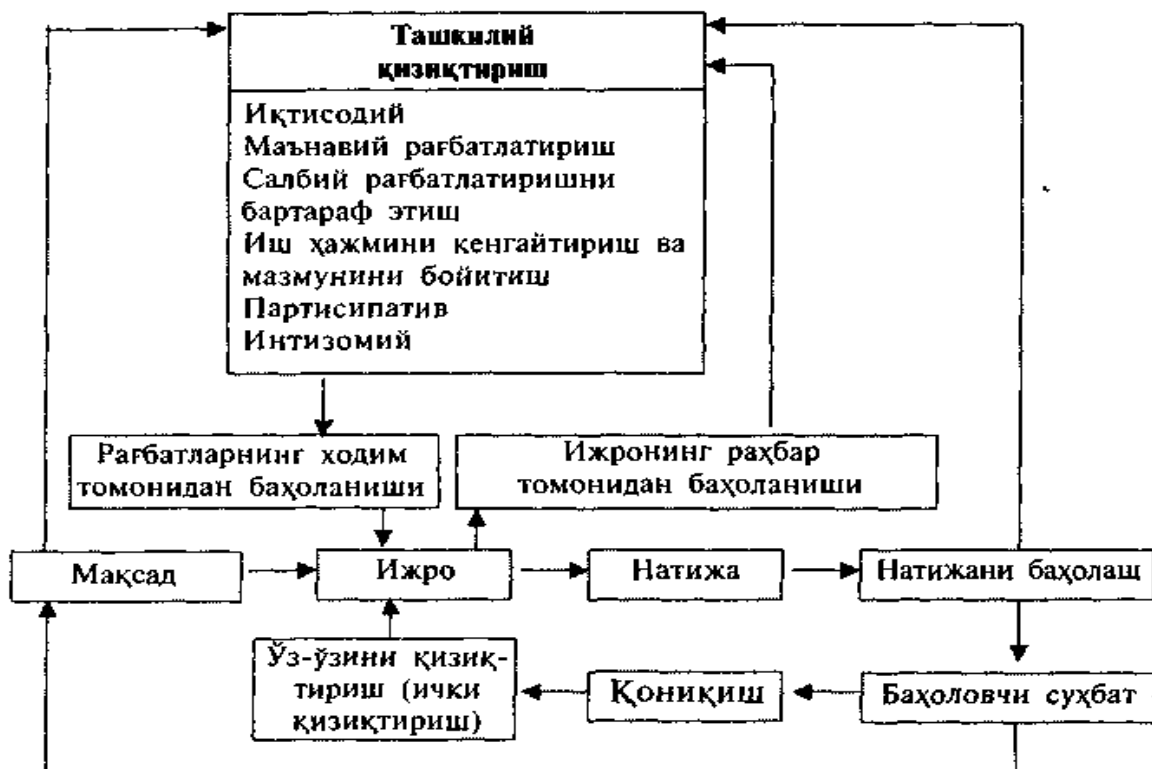 Ташкилий
қизиқтириш
Иқтисодий
Маънавий рағбатлатириш
Салбий рағбатлатиришни
бартараф этиш
Иш ҳажмини кенгайтириш ва
мазмунини бойитиш
Партисипатив
Интизомий
Рағбатларнинг ходим
томонидан баҳоланиши
Ижронинг раҳбар
томонидан баҳоланиши
Мақсад
Ижро
Натижа
Натижани баҳолаш
Ўз-ўзини қизиқ-
тириш (ички
қизиқтириш)
Қониқиш
Баҳоловчи суҳбат